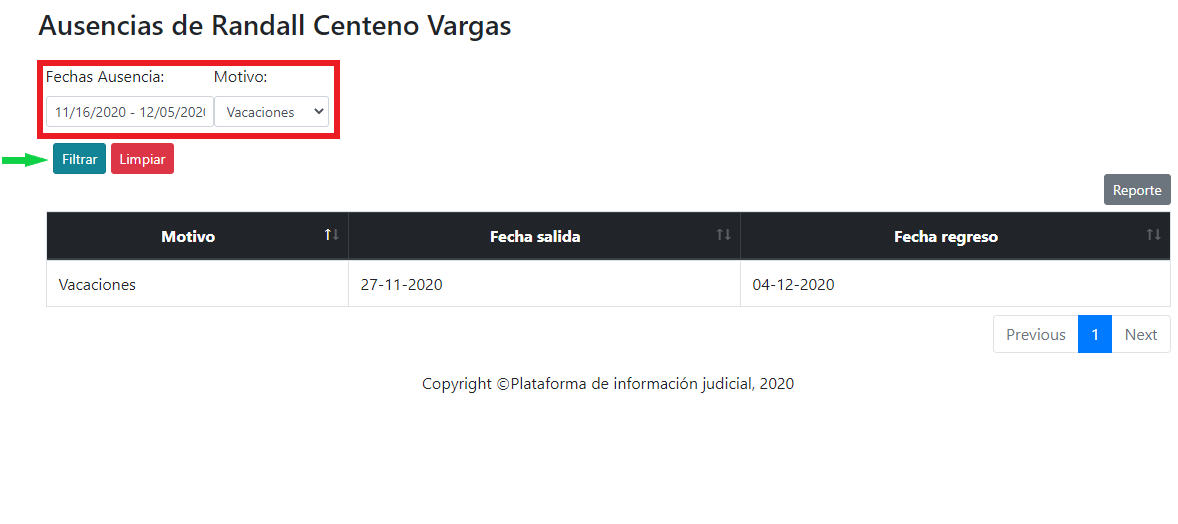 Ausencias de Randall Centeno Vargas
Fechas Ausencia: Motivo:
11/16/2020 - 12/05/202 Vacaciones
Filtrar Limpiar
Reporte
Motivo Fecha salida Fecha regreso
Vacaciones 27-11-2020 04-12-2020
Previous 1 Next
Copyright ©Plataforma de información judicial, 2020